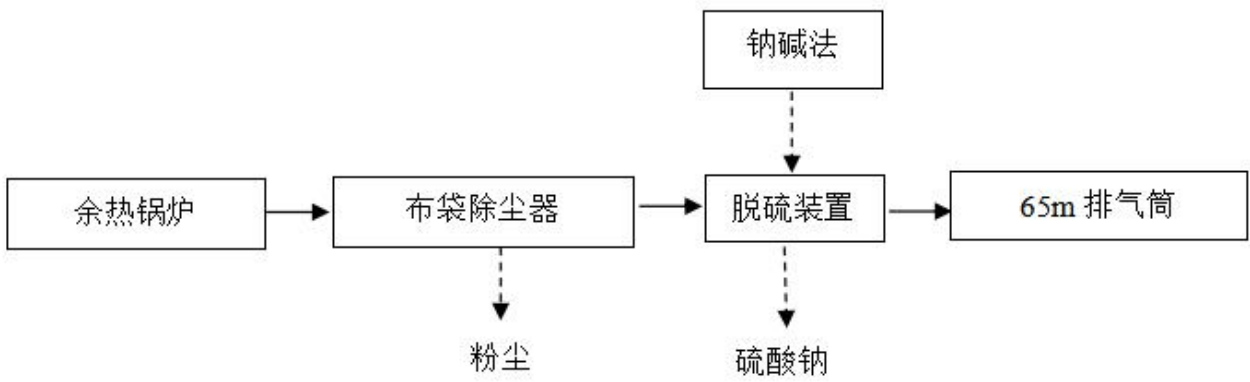 钠碱法
余热锅炉
布袋除尘器
脱硫装置
65m 排气筒
粉尘
硫酸钠